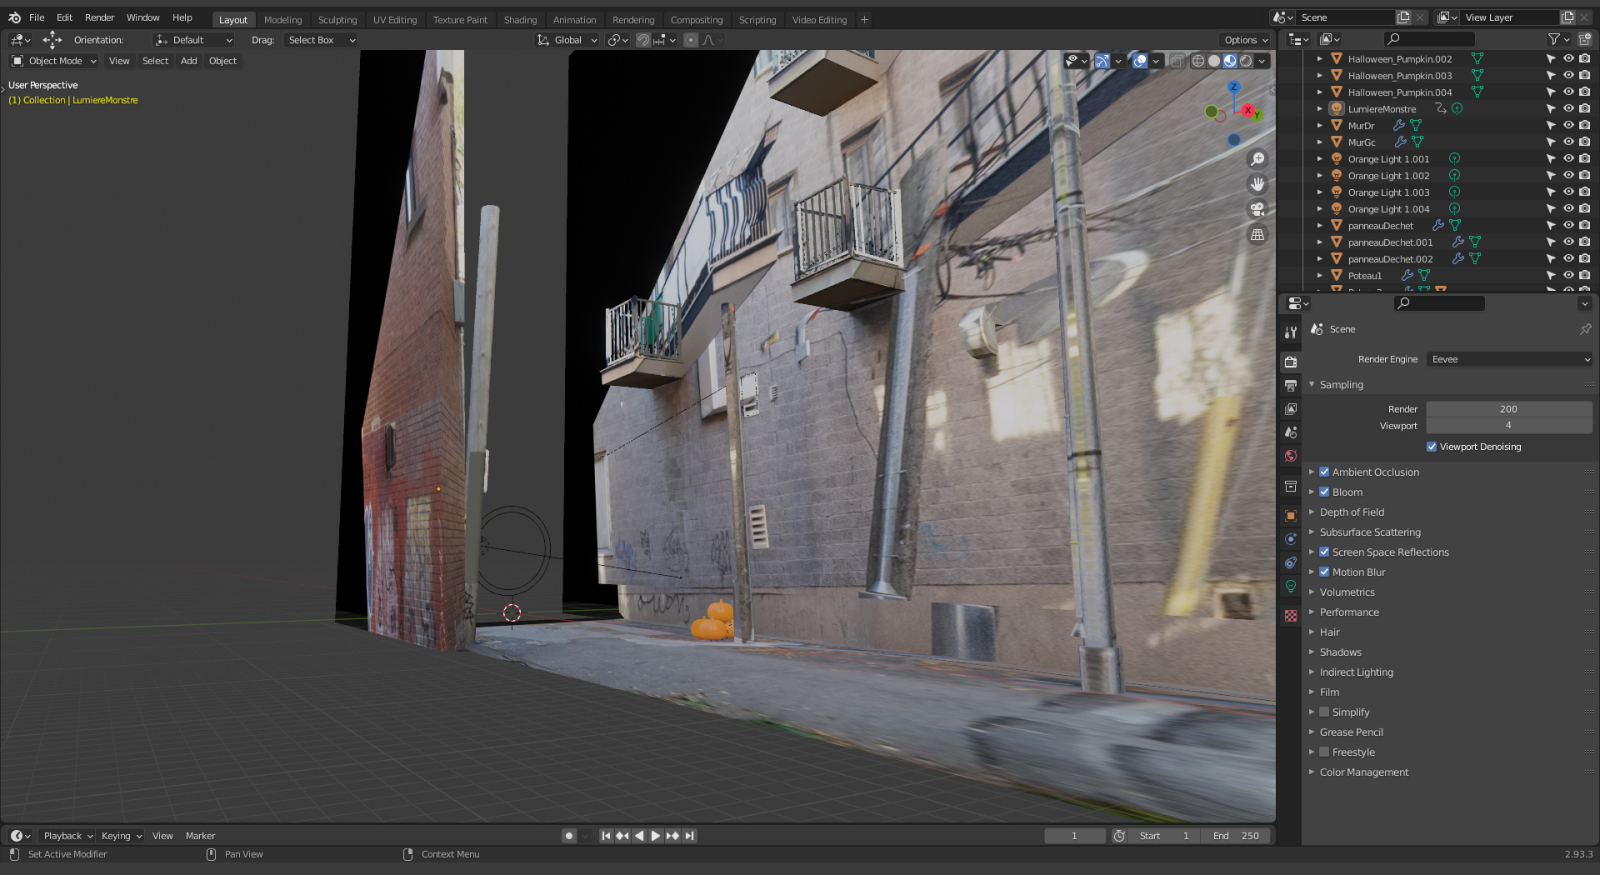 File Edit Render Window Help Layout Modeling Sculpting UV Editing Texture Paint Shading Animation Rendering Compositing Scripting Video Editing + Scene View Layer
Orientation: Default Drag: Select Box Global Options
Object Mode View Select Add Object
User Perspective
(1) Collection | LumiereMonstre
Z
X
Y
Halloween_Pumpkin.002
Halloween_Pumpkin.003
Halloween_Pumpkin.004
LumiereMonstre
MurDr
MurGc
Orange Light 1.001
Orange Light 1.002
Orange Light 1.003
Orange Light 1.004
panneauDechet
panneauDechet.001
panneauDechet.002
Poteau1
Scene
Render Engine Eevee
Sampling
Render 200
Viewport 4
Viewport Denoising
Ambient Occlusion
Bloom
Depth of Field
Subsurface Scattering
Screen Space Reflections
Motion Blur
Volumetrics
Performance
Hair
Shadows
Indirect Lighting
Film
Simplify
Grease Pencil
Freestyle
Color Management
Playback Keying View Marker 1 Start 1 End 250
Set Active Modifier Pan View Context Menu 2.93.3